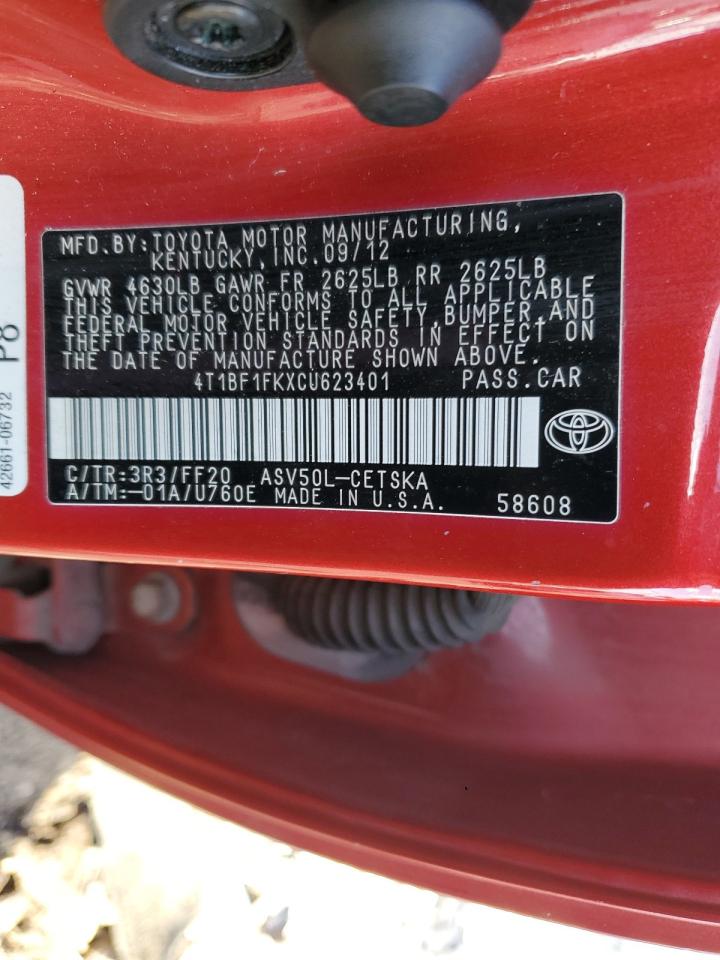 MFD.BY:TOYOTA MOTOR MANUFACTURING,
KENTUCKY,INC.09/12
GVWR 4630LB GAWR FR 2625LB RR 2625LB
THIS VEHICLE CONFORMS TO ALL APPLICABLE
FEDERAL MOTOR VEHICLE SAFETY,BUMPER,AND
THEFT PREVENTION STANDARDS IN EFFECT ON
THE DATE OF MANUFACTURE SHOWN ABOVE.
4T1BF1FKXCU623401 PASS.CAR
C/TR:3R3/FF20 ASV50L-CETSKA
A/TM:-01A/U760E MADE IN U.S.A. 58608
42661-06732